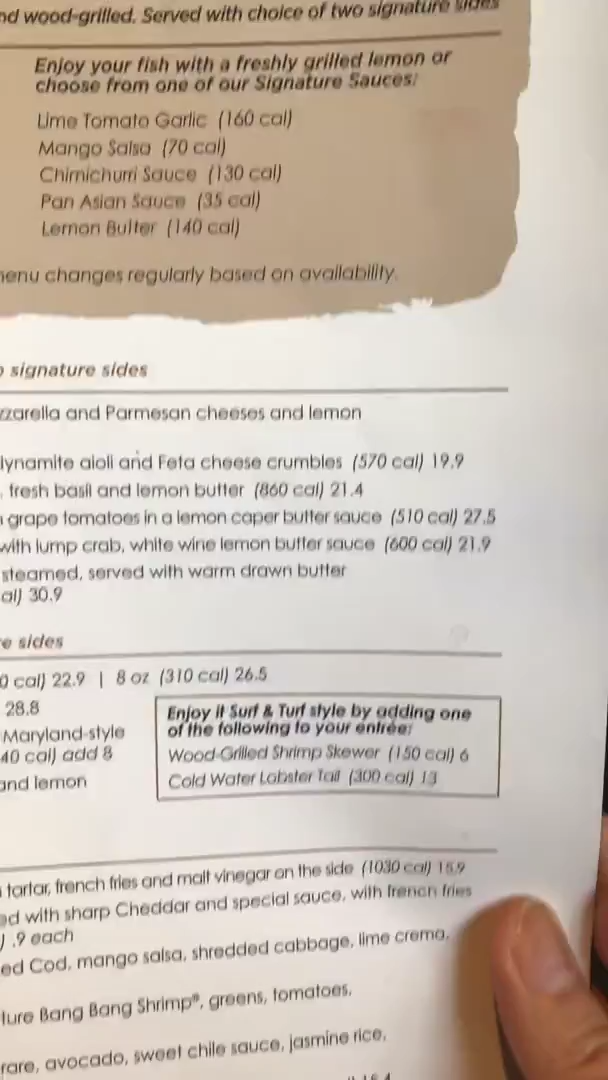 nd wood-grilled. Served with choice of two signature sides
Enjoy your fish with a freshly grilled lemon or
choose from one of our Signature Sauces:
Lime Tomato Garlic (160 cal)
Mango Salsa (70 cal)
Chimichurri Sauce (130 cal)
Pan Asian Sauce (35 cal)
Lemon Butter (140 cal)
enu changes regularly based on availability.
signature sides
zzarella and Parmesan cheeses and lemon
dynamite aioli and Feta cheese crumbles (570 cal) 19.9
, fresh basil and lemon butter (860 cal) 21.4
grape tomatoes in a lemon caper butter sauce (510 cal) 27.5
with lump crab, white wine lemon butter sauce (600 cal) 21.9
steamed, served with warm drawn butter
al) 30.9
e sides
0 cal) 22.9 | 8 oz (310 cal) 26.5
28.8
Maryland-style
40 cal) add 8
and lemon
Enjoy it Surf & Turf style by adding one
of the following to your entrée:
Wood-Grilled Shrimp Skewer (150 cal) 6
Cold Water Lobster Tail (300 cal) 13
tartar, french fries and malt vinegar on the side (1030 cal) 15.9
ed with sharp Cheddar and special sauce, with french fries
) .9 each
ed Cod, mango salsa, shredded cabbage, lime crema,
ture Bang Bang Shrimp®, greens, tomatoes,
rare, avocado, sweet chile sauce, jasmine rice,